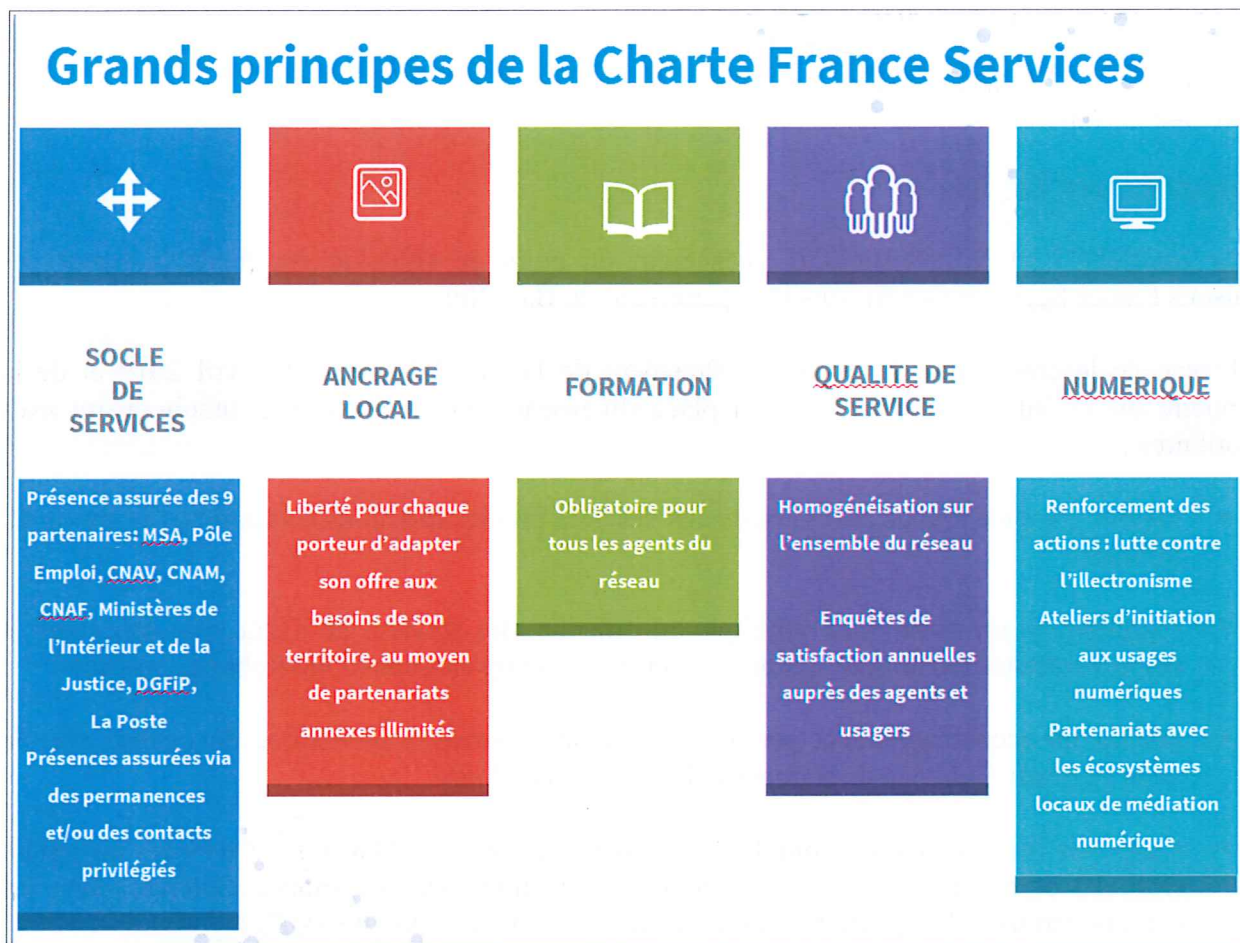 Grands principes de la Charte France Services
SOCLE
DE
SERVICES
Présence assurée des 9
partenaires: MSA, Pôle
Emploi, CNAV, CNAM,
CNAF, Ministères de
l'Intérieur et de la
Justice, DGFiP,
La Poste
Présences assurées via
des permanences
et/ou des contacts
privilégiés
ANCRAGE
LOCAL
Liberté pour chaque
porteur d'adapter
son offre aux
besoins de son
territoire, au moyen
de partenariats
annexes illimités
FORMATION
Obligatoire pour
tous les agents du
réseau
QUALITE DE
SERVICE
Homogénéisation sur
l'ensemble du réseau
Enquêtes de
satisfaction annuelles
auprès des agents et
usagers
NUMERIQUE
Renforcement des
actions : lutte contre
l'illectronisme
Ateliers d'initiation
aux usages
numériques
Partenariats avec
les écosystèmes
locaux de médiation
numérique